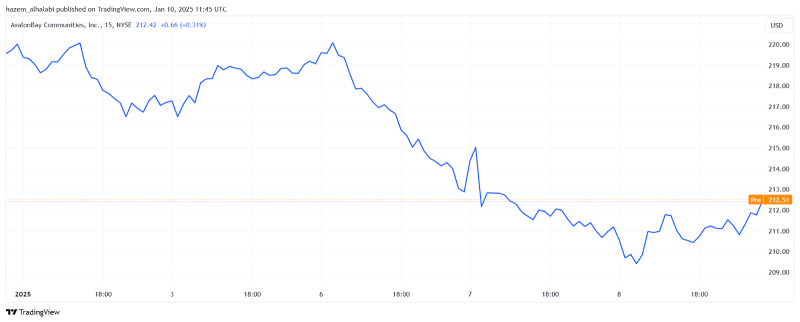 hazem_alhalabi published on TradingView.com, Jan 10, 2025 11:45 UTC
AvalonBay Communities, Inc., 15, NYSE 212.42 +0.66 (+0.31%)
USD
220.00
219.00
218.00
217.00
216.00
215.00
214.00
213.00
Pre 212.51
212.00
211.00
210.00
209.00
2025 18:00 3 18:00 6 18:00 7 18:00 8 18:00
TradingView